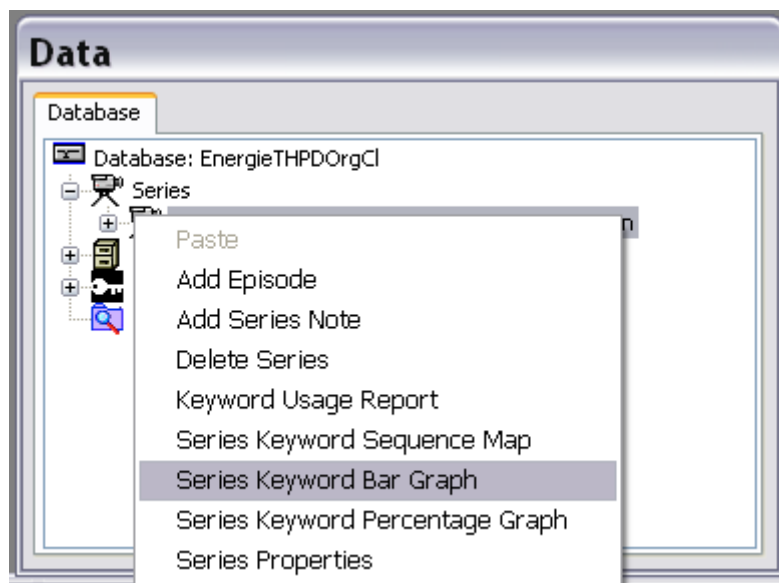 Data
Database
Database: EnergieTHPDOrgCl
Series
n
Paste
Add Episode
Add Series Note
Delete Series
Keyword Usage Report
Series Keyword Sequence Map
Series Keyword Bar Graph
Series Keyword Percentage Graph
Series Properties